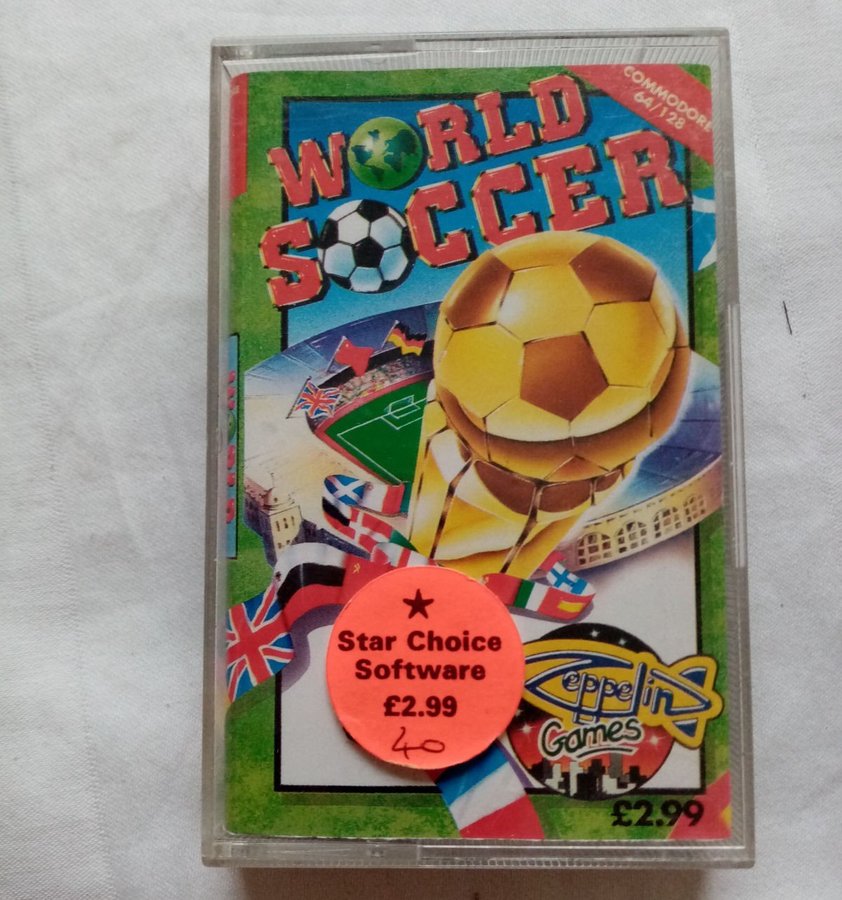 COMMODORE
64/128
WORLD
SOCCER
★
Star Choice
Software
£2.99
40
Zeppelin
Games
£2.99